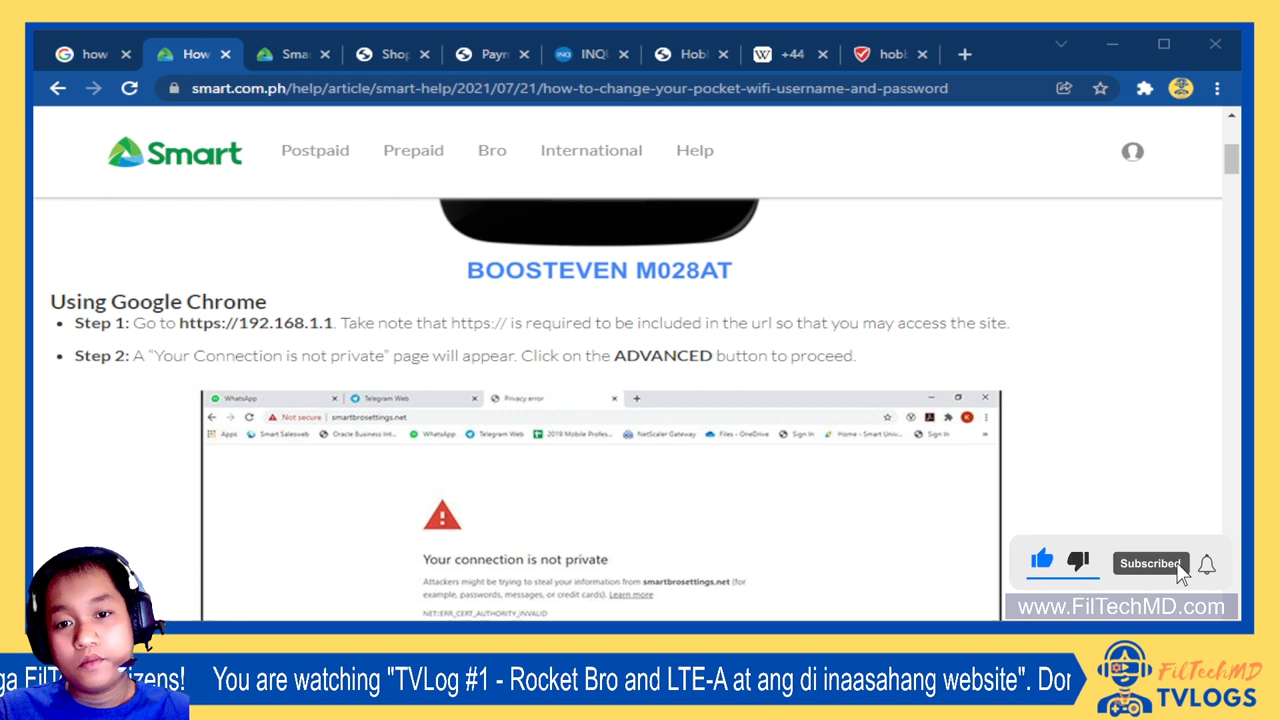 how
How
Smar
Shop
Paym
INQU
Hobl
+44
hobb
smart.com.ph/help/article/smart-help/2021/07/21/how-to-change-your-pocket-wifi-username-and-password
Smart
Postpaid Prepaid Bro International Help
BOOSTEVEN M028AT
Using Google Chrome
• Step 1: Go to https://192.168.1.1. Take note that https:// is required to be included in the url so that you may access the site.
• Step 2: A “Your Connection is not private” page will appear. Click on the ADVANCED button to proceed.
WhatsApp Telegram Web Privacy error
Not secure | smartbrosettings.net
Apps Smart Salesweb Oracle Business Int... WhatsApp Telegram Web 2019 Mobile Profes... NetScaler Gateway Files - OneDrive Sign In Home - Smart Univ... Sign In
Your connection is not private
Attackers might be trying to steal your information from smartbrosettings.net (for
example, passwords, messages, or credit cards). Learn more
NET::ERR_CERT_AUTHORITY_INVALID
Subscribed
www.FilTechMD.com
ga FilT izens! You are watching "TVLog #1 - Rocket Bro and LTE-A at ang di inaasahang website". Dor
FilTechMD
TVLOGS